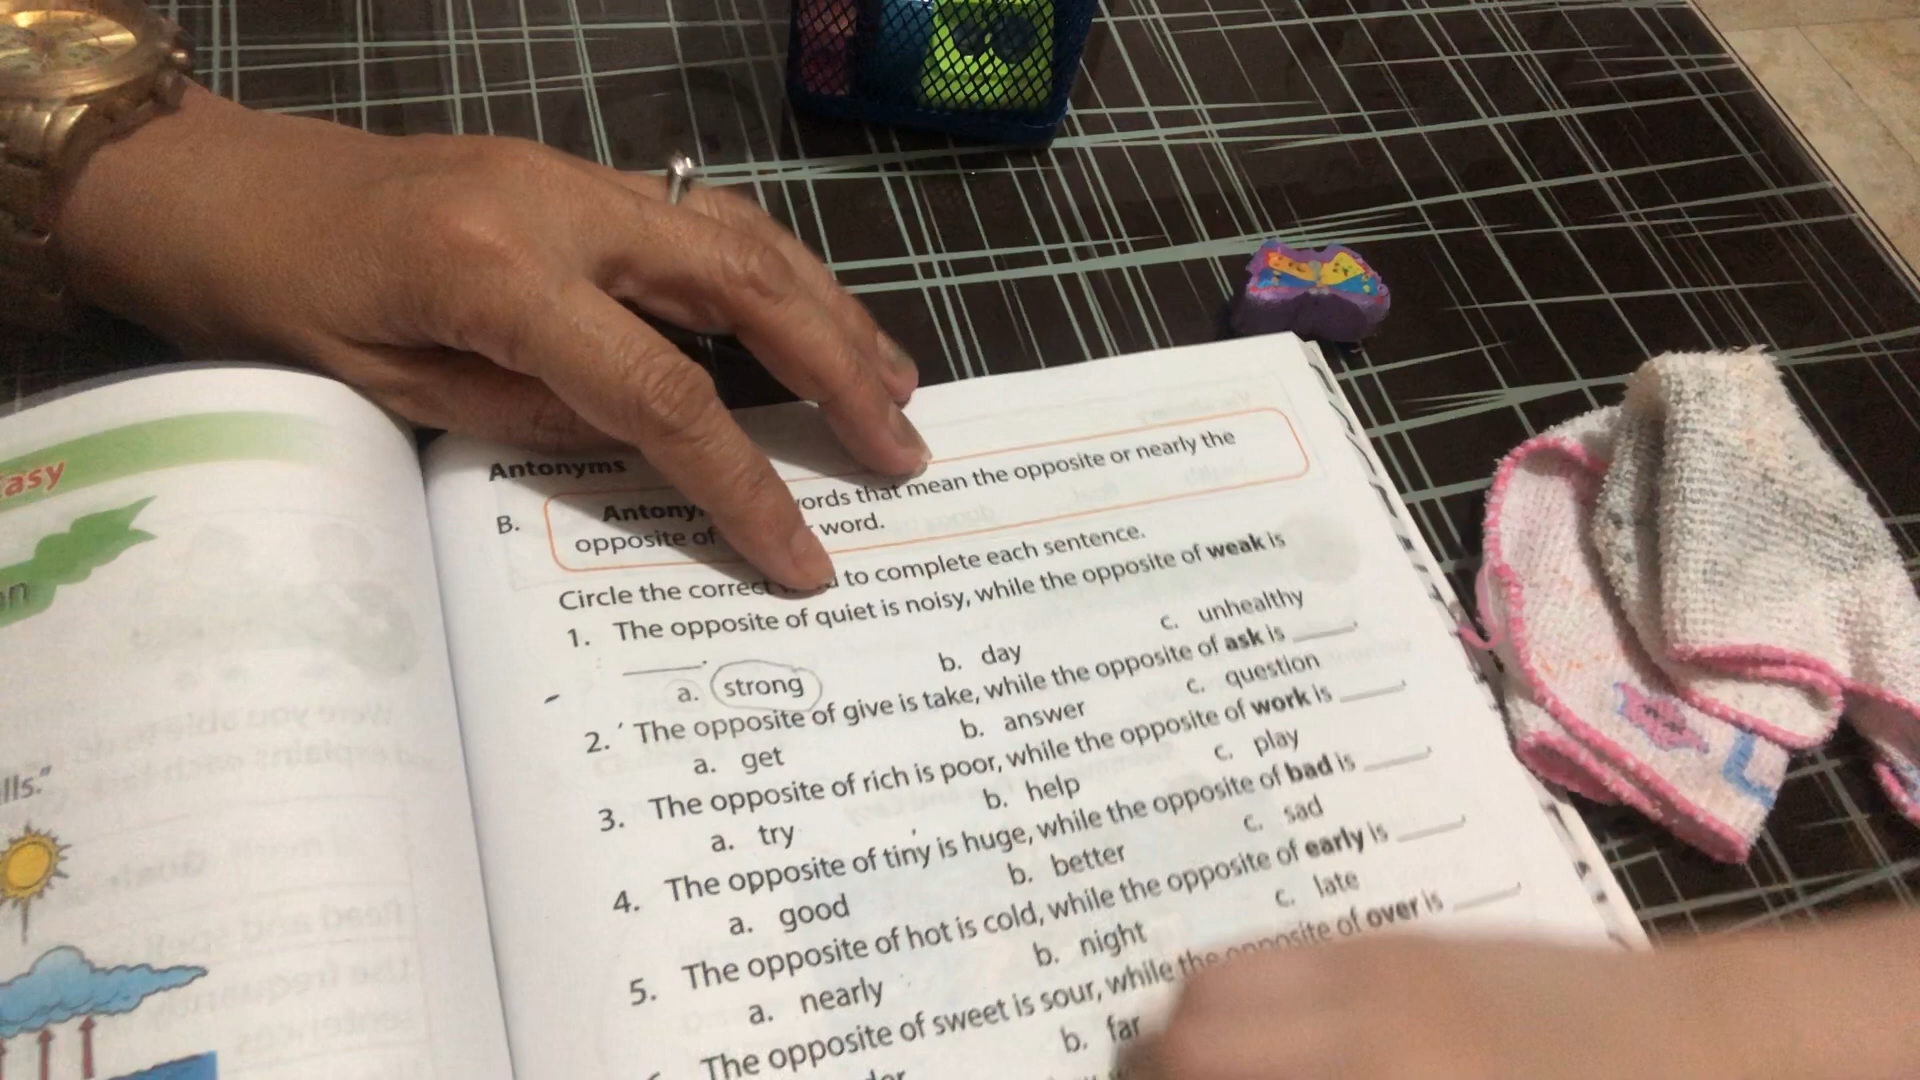 asy
lls."
Antonyms
B.
ords that mean the opposite or nearly the
opposite of word.
Circle the correct to complete each sentence.
1. The opposite of quiet is noisy, while the opposite of weak is
______.
a. strong b. day c. unhealthy
2. The opposite of give is take, while the opposite of ask is ______.
a. get b. answer c. question
3. The opposite of rich is poor, while the opposite of work is ______.
a. try b. help c. play
4. The opposite of tiny is huge, while the opposite of bad is ______.
a. good b. better c. sad
5. The opposite of hot is cold, while the opposite of early is ______.
a. nearly b. night c. late
The opposite of sweet is sour, while the opposite of over is ______.
b. far